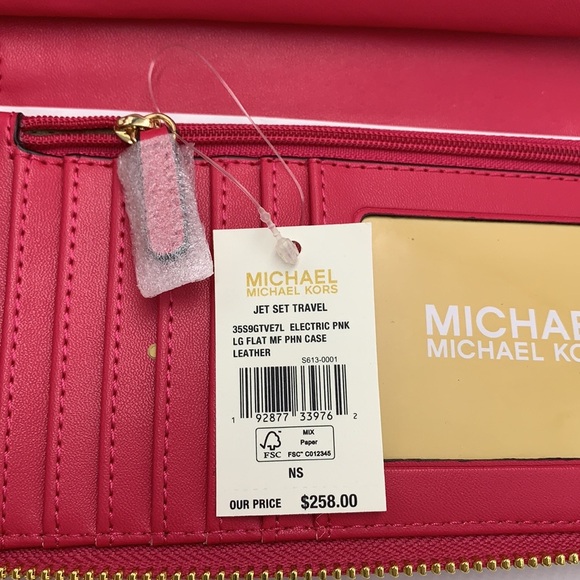 MICHAEL
MICHAEL KORS
JET SET TRAVEL
35S9GTVE7L ELECTRIC PNK
LG FLAT MF PHN CASE
LEATHER
S613-0001
1 92877 33976 2
FSC
MIX
Paper
FSC™ C012345
NS
OUR PRICE $258.00
MICHAEL
MICHAEL KORS